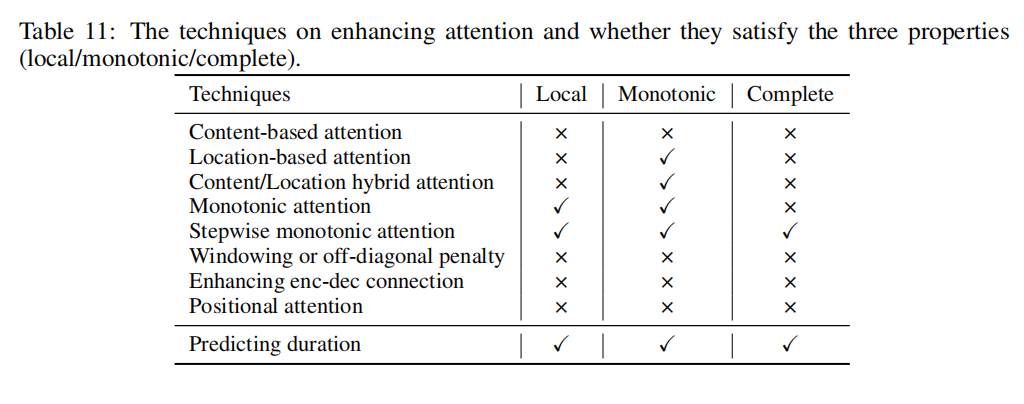 Table 11: The techniques on enhancing attention and whether they satisfy the three properties
(local/monotonic/complete).
Techniques | Local | Monotonic | Complete
Content-based attention × × ×
Location-based attention × ✓ ×
Content/Location hybrid attention × ✓ ×
Monotonic attention ✓ ✓ ×
Stepwise monotonic attention ✓ ✓ ✓
Windowing or off-diagonal penalty × × ×
Enhancing enc-dec connection × × ×
Positional attention × × ×
Predicting duration | ✓ | ✓ | ✓